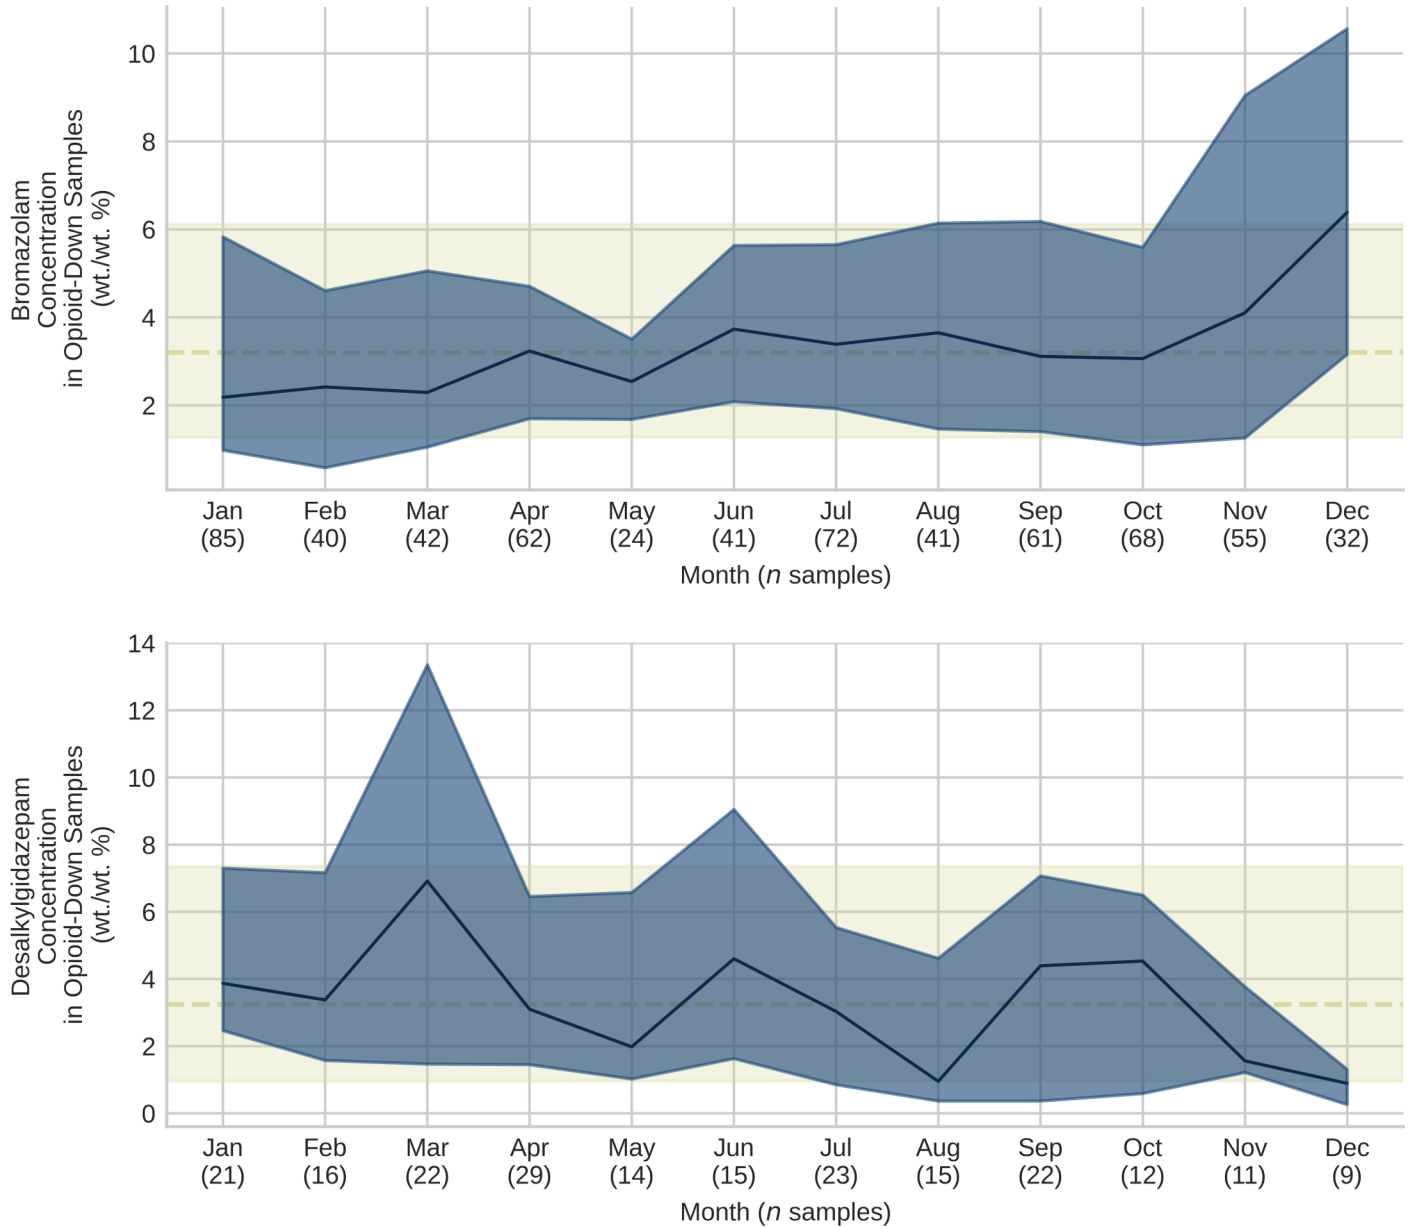 Bromazolam
Concentration
in Opioid-Down Samples
(wt./wt. %)
10
8
6
4
2
Jan Feb Mar Apr May Jun Jul Aug Sep Oct Nov Dec
(85) (40) (42) (62) (24) (41) (72) (41) (61) (68) (55) (32)
Month (n samples)
Desalkylgidazepam
Concentration
in Opioid-Down Samples
(wt./wt. %)
14
12
10
8
6
4
2
0
Jan Feb Mar Apr May Jun Jul Aug Sep Oct Nov Dec
(21) (16) (22) (29) (14) (15) (23) (15) (22) (12) (11) (9)
Month (n samples)